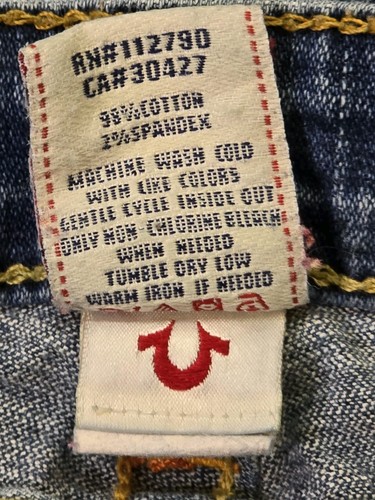 RN#112790
CA#30427
98%COTTON
2%SPANDEX
MACHINE WASH COLD
WITH LIKE COLORS
GENTLE CYCLE INSIDE OUT
ONLY NON-CHLORINE BLEACH
WHEN NEEDED
TUMBLE DRY LOW
WARM IRON IF NEEDED